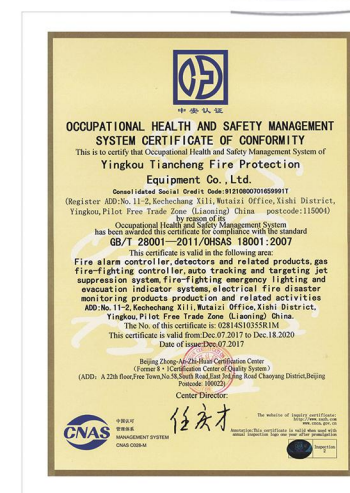 中安认证
OCCUPATIONAL HEALTH AND SAFETY MANAGEMENT
SYSTEM CERTIFICATE OF CONFORMITY
This is to certify that Occupational Health and Safety Management System of
Yingkou Tiancheng Fire Protection
Equipment Co., Ltd.
Consolidated Social Credit Code:91210800701659991T
(Register ADD:No. 11-2, Kechechang Xili, Wutaizi Office, Xishi District,
Yingkou, Pilot Free Trade Zone (Liaoning) China postcode:115004)
by reason of its
Occupational Health and Safety Management System
has been awarded this certificate for compliance with the standard
GB/T 28001—2011/OHSAS 18001:2007
This certificate is valid in the following area:
Fire alarm controller, detectors and related products, gas
fire-fighting controller, auto tracking and targeting jet
suppression system, fire-fighting emergency lighting and
evacuation indicator systems, electrical fire disaster
monitoring products production and related activities
ADD:No. 11-2, Kechechang Xili, Wutaizi Office, Xishi District,
Yingkou, Pilot Free Trade Zone (Liaoning) China.
The No. of this certificate is: 02814S10355R1M
This certificate is valid from:Dec.07.2017 to Dec.18.2020
Date of issue:Dec.07.2017
Beijing Zhong-An-Zhi-Huan Certification Center
(Former 8·1Certification Center of Quality System)
(ADD: A 22th floor,Free Town,No.58,South Road,East 3rd,ring Road Chaoyang District,Beijing
Postcode: 100022)
Center Director:
CNAS
中国认可
管理体系
MANAGEMENT SYSTEM
CNAS C028-M
The website of inquiry certificate:
www.cnca.gov.cn
Annotation:This certificate is valid when used with
annual inspection logo one year after promulgation
Inspection